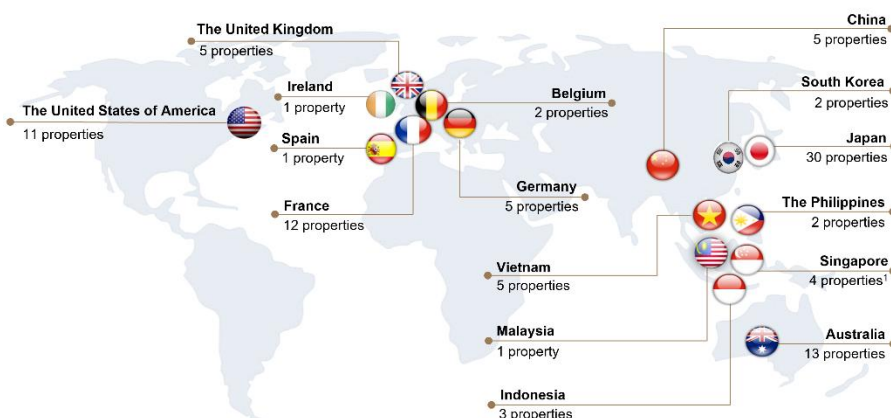 The United Kingdom
5 properties
China
5 properties
Ireland
1 property
Belgium
2 properties
South Korea
2 properties
The United States of America
11 properties
Spain
1 property
Japan
30 properties
Germany
5 properties
France
12 properties
The Philippines
2 properties
Vietnam
5 properties
Singapore
4 properties¹
Malaysia
1 property
Australia
13 properties
Indonesia
3 properties